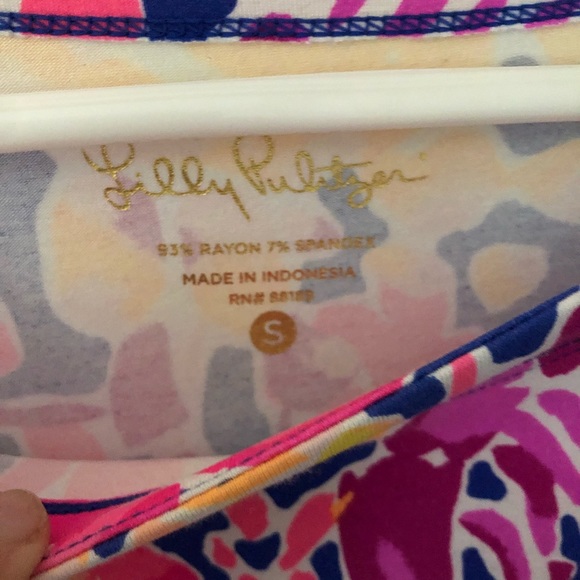 Lilly Pulitzer
93% RAYON 7% SPANDEX
MADE IN INDONESIA
RN#
S